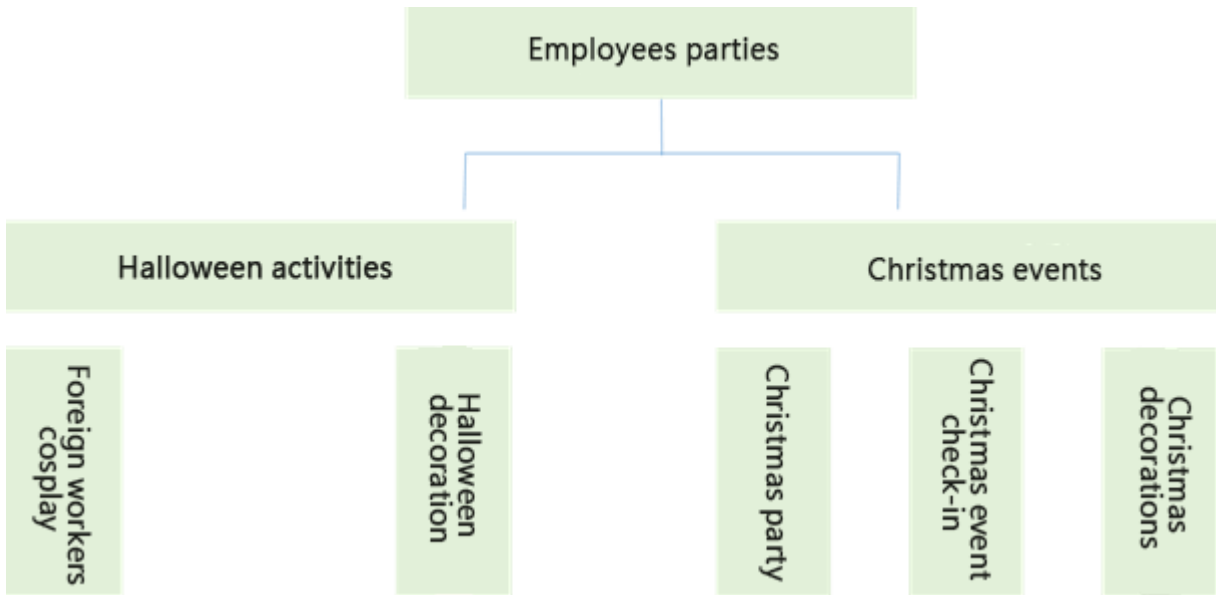 Employees parties
Halloween activities
Christmas events
Foreign workers
cosplay
Halloween
decoration
Christmas party
Christmas event
check-in
Christmas
decorations